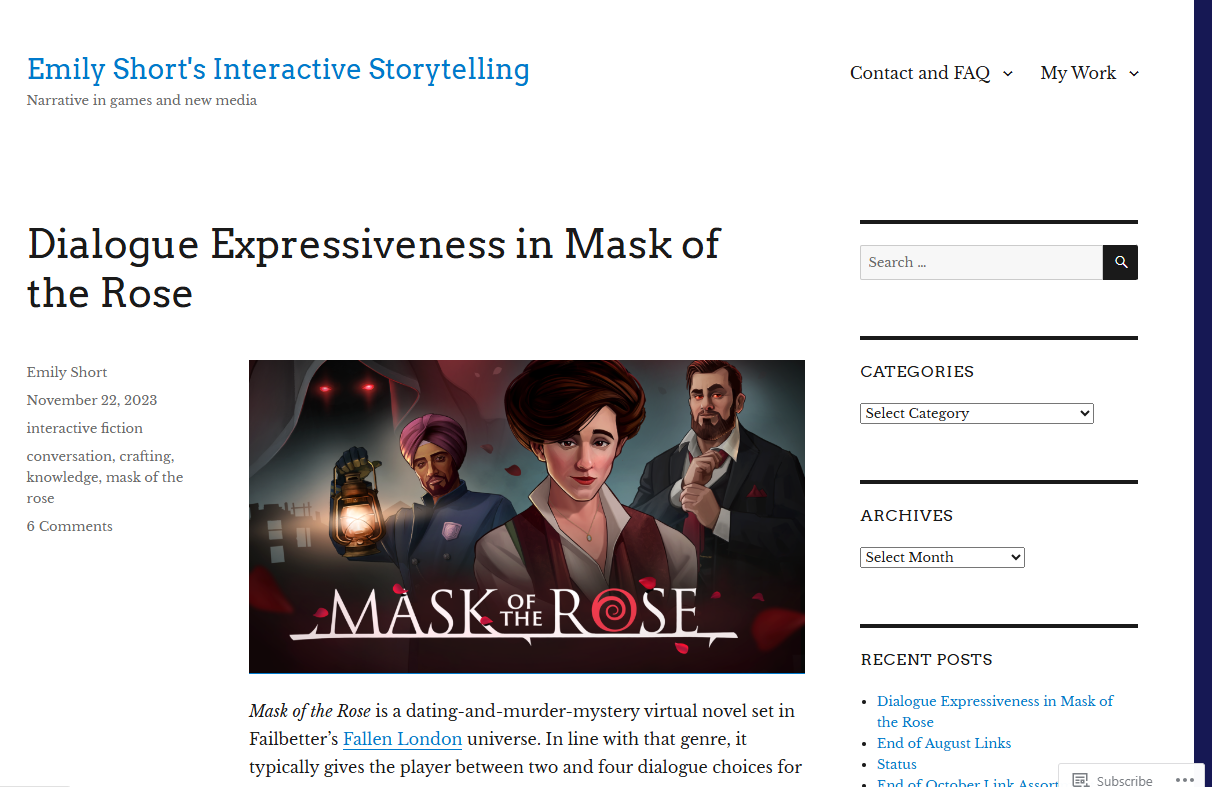 Emily Short's Interactive Storytelling
Narrative in games and new media
Contact and FAQ
My Work
Dialogue Expressiveness in Mask of
the Rose
Emily Short
November 22, 2023
interactive fiction
conversation, crafting,
knowledge, mask of the
rose
6 Comments
MASK OF THE ROSE
Mask of the Rose is a dating-and-murder-mystery virtual novel set in
Failbetter’s Fallen London universe. In line with that genre, it
typically gives the player between two and four dialogue choices for
Search …
CATEGORIES
Select Category
ARCHIVES
Select Month
RECENT POSTS
Dialogue Expressiveness in Mask of
the Rose
End of August Links
Status
End of October Link Assort
Subscribe